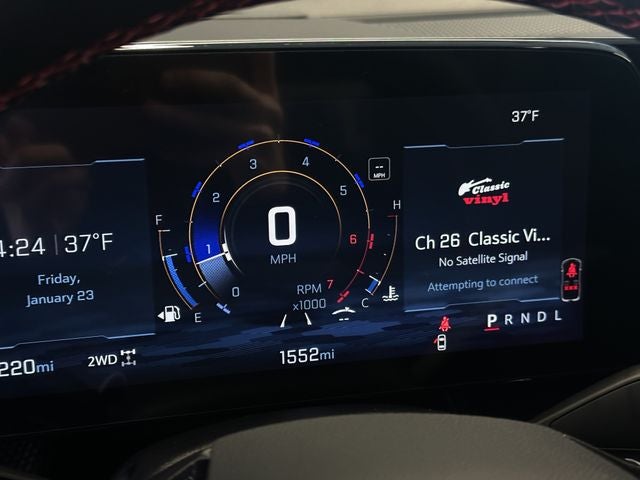 37°F
4:24 | 37°F
Friday,
January 23
F
E
0
1
2
3
4
5
6
7
0
MPH
RPM
x1000
--
MPH
H
C
--
Classic
vinyl
Ch 26 Classic Vi...
No Satellite Signal
Attempting to connect
P R N D L
220mi
2WD
1552mi